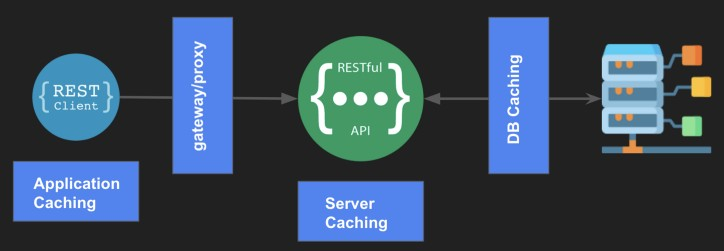 {REST}
Client
Application
Caching
gateway/proxy
{RESTful
...
API}
Server
Caching
DB Caching